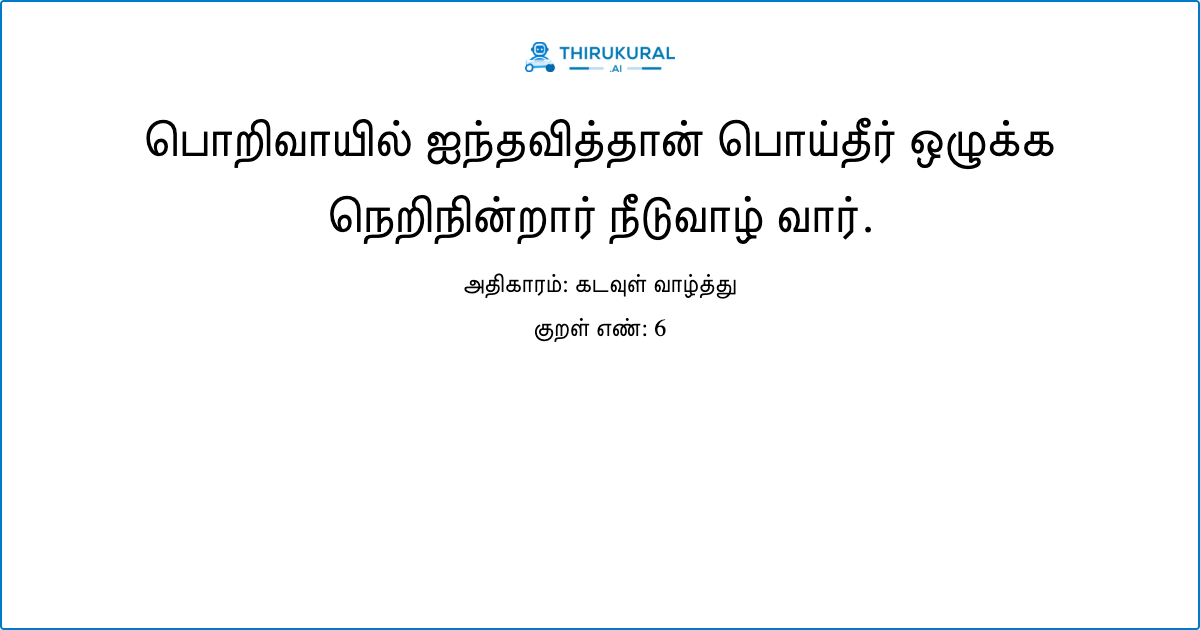 THIRUKURAL
.AI
பொறிவாயில் ஐந்தவித்தான் பொய்தீர் ஒழுக்க
நெறிநின்றார் நீடுவாழ் வார்.
அதிகாரம்: கடவுள் வாழ்த்து
குறள் எண்: 6